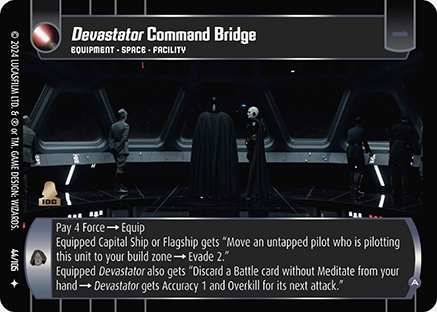 Devastator Command Bridge
EQUIPMENT • SPACE • FACILITY
© 2024 LUCASFILM LTD. & ® or TM. GAME DESIGN: WIZARDS.
IDC
44/105
Pay 4 Force → Equip
Equipped Capital Ship or Flagship gets “Move an untapped pilot who is piloting
this unit to your build zone → Evade 2.”
Equipped Devastator also gets “Discard a Battle card without Meditate from your
hand → Devastator gets Accuracy 1 and Overkill for its next attack.”
A